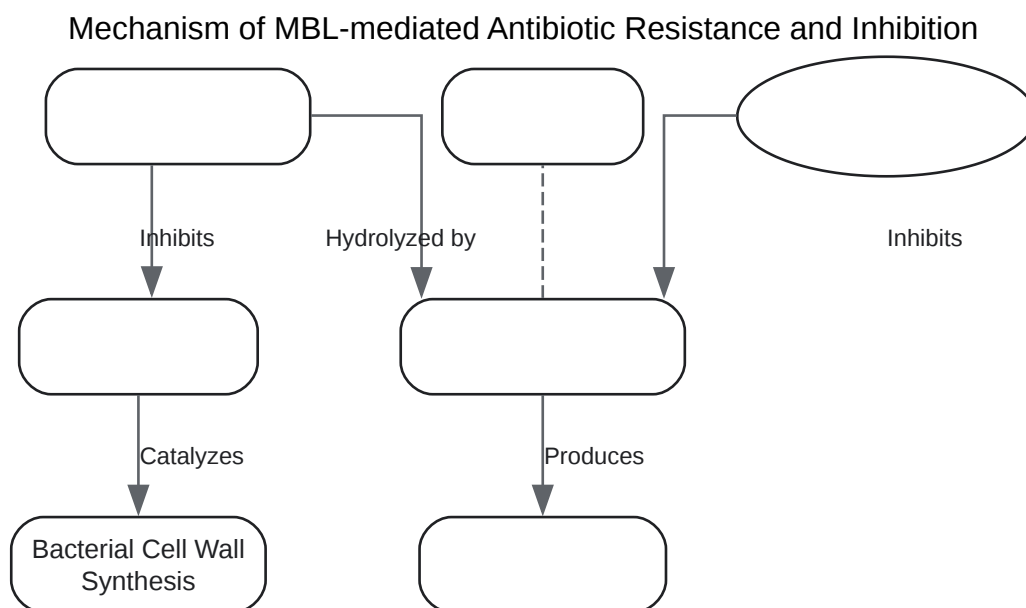 Mechanism of MBL-mediated Antibiotic Resistance and Inhibition
Inhibits
Hydrolyzed by
Inhibits
Catalyzes
Produces
Bacterial Cell Wall
Synthesis